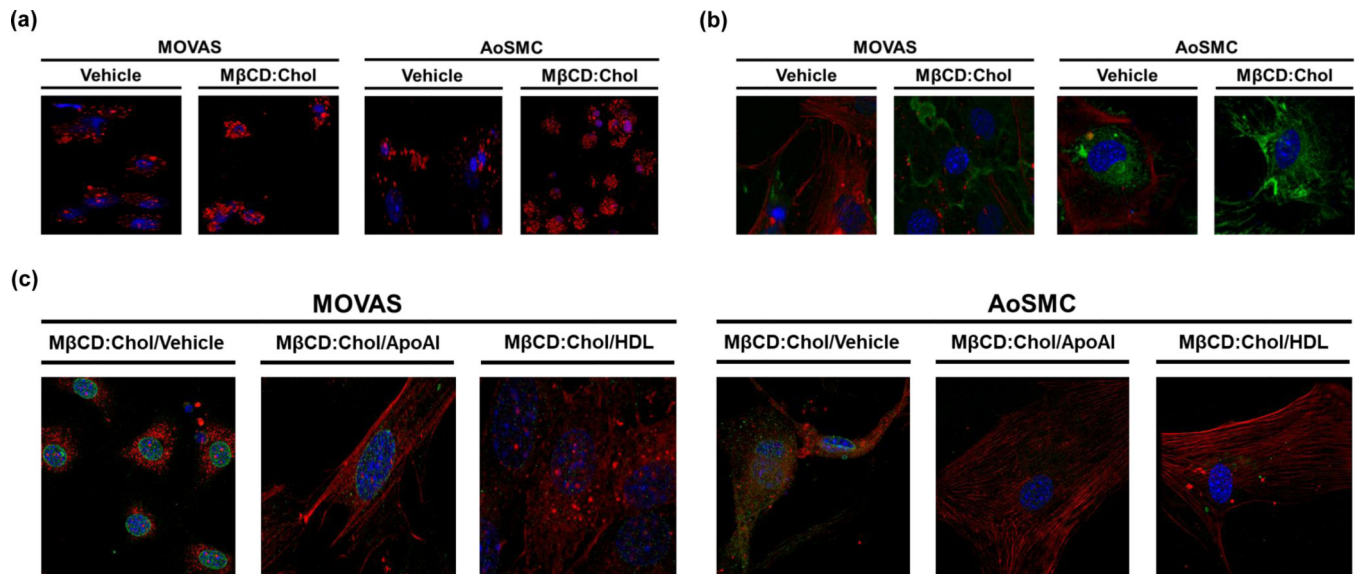 (a)
MOVAS AoSMC
Vehicle MβCD:Chol Vehicle MβCD:Chol
(b)
MOVAS AoSMC
Vehicle MβCD:Chol Vehicle MβCD:Chol
(c)
MOVAS AoSMC
MβCD:Chol/Vehicle MβCD:Chol/ApoAI MβCD:Chol/HDL MβCD:Chol/Vehicle MβCD:Chol/ApoAI MβCD:Chol/HDL